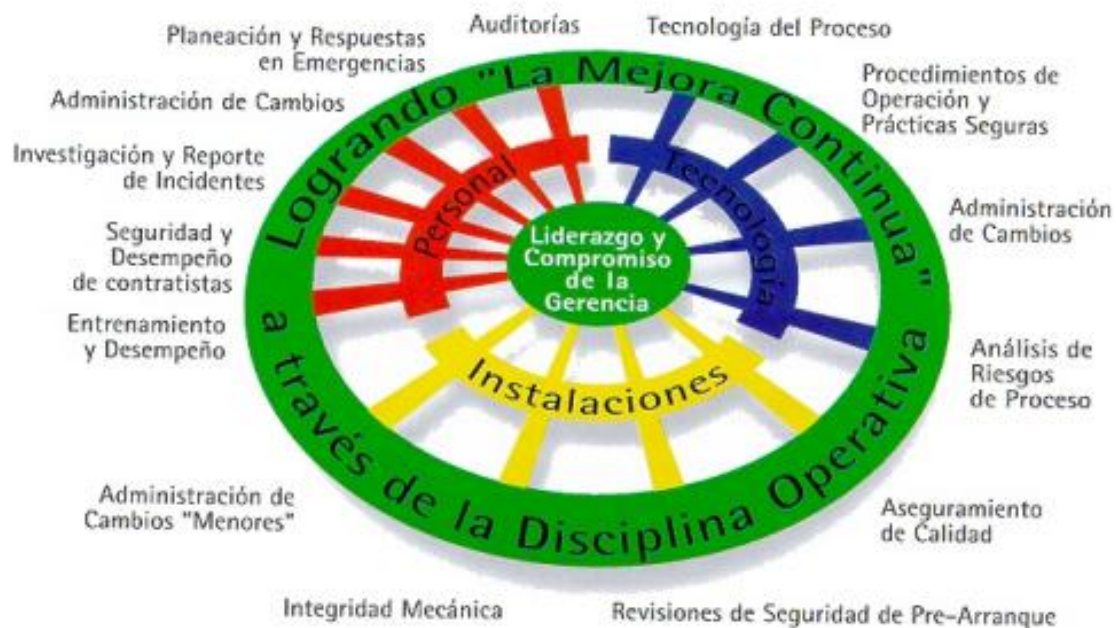 Auditorías
Tecnología del Proceso
Planeación y Respuestas
en Emergencias
Procedimientos de
Operación y
Prácticas Seguras
Administración de Cambios
Investigación y Reporte
de Incidentes
Administración
de Cambios
Seguridad y
Desempeño
de contratistas
Entrenamiento
y Desempeño
Análisis de
Riesgos
de Proceso
Administración de
Cambios "Menores"
Aseguramiento
de Calidad
Integridad Mecánica
Revisiones de Seguridad de Pre-Arranque
Logrando "La Mejora Continua"
a través de la Disciplina Operativa
Personal
Tecnología
Instalaciones
Liderazgo y
Compromiso
de la
Gerencia